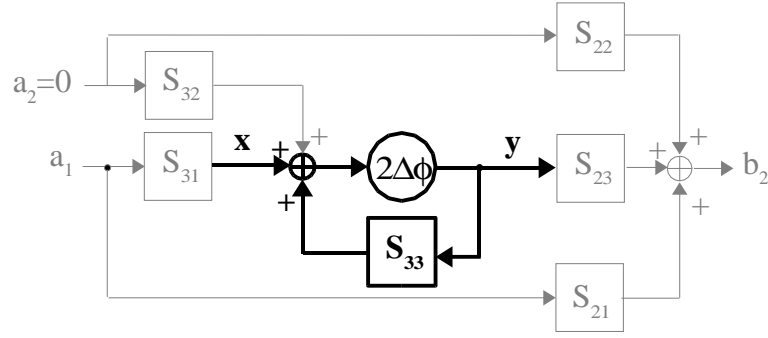 S22
a2=0
S32
+
+
x
+
+
y
a1
S31
2Δϕ
S23
+
b2
+
S33
+
S21